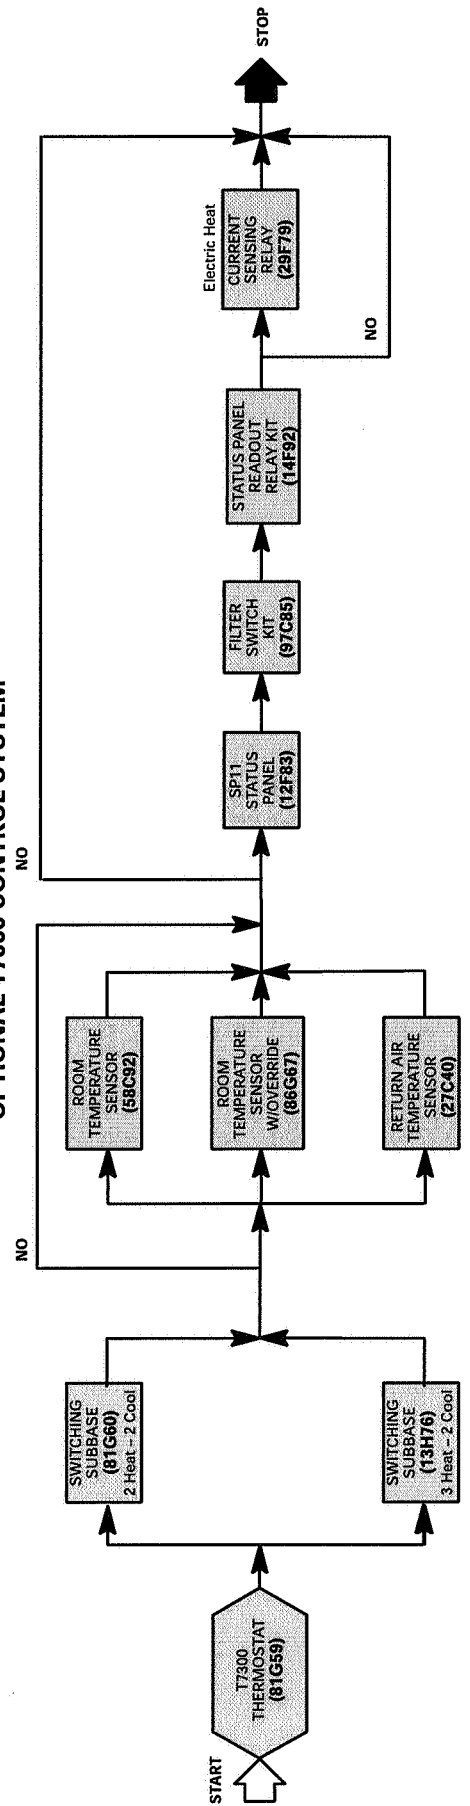 OPTIONAL T7300 CONTROL SYSTEM
START
T7300
THERMOSTAT
(81G59)
SWITCHING
SUBBASE
(81G60)
2 Heat – 2 Cool
SWITCHING
SUBBASE
(13H76)
3 Heat – 2 Cool
NO
ROOM
TEMPERATURE
SENSOR
(58C92)
ROOM
TEMPERATURE
SENSOR
W/OVERRIDE
(86G67)
RETURN AIR
TEMPERATURE
SENSOR
(27C40)
NO
SP11
STATUS
PANEL
(12F83)
FILTER
SWITCH
KIT
(97C85)
STATUS PANEL
READOUT
RELAY KIT
(14F92)
NO
Electric Heat
CURRENT
SENSING
RELAY
(29F79)
STOP